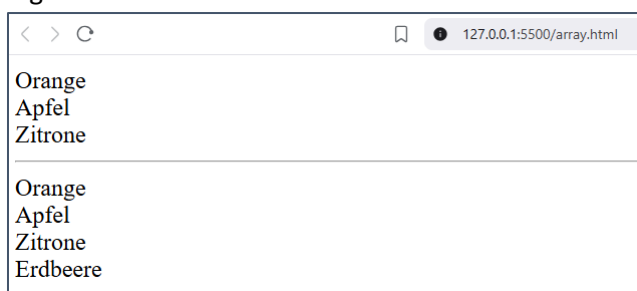 127.0.0.1:5500/array.html
Orange
Apfel
Zitrone
Orange
Apfel
Zitrone
Erdbeere